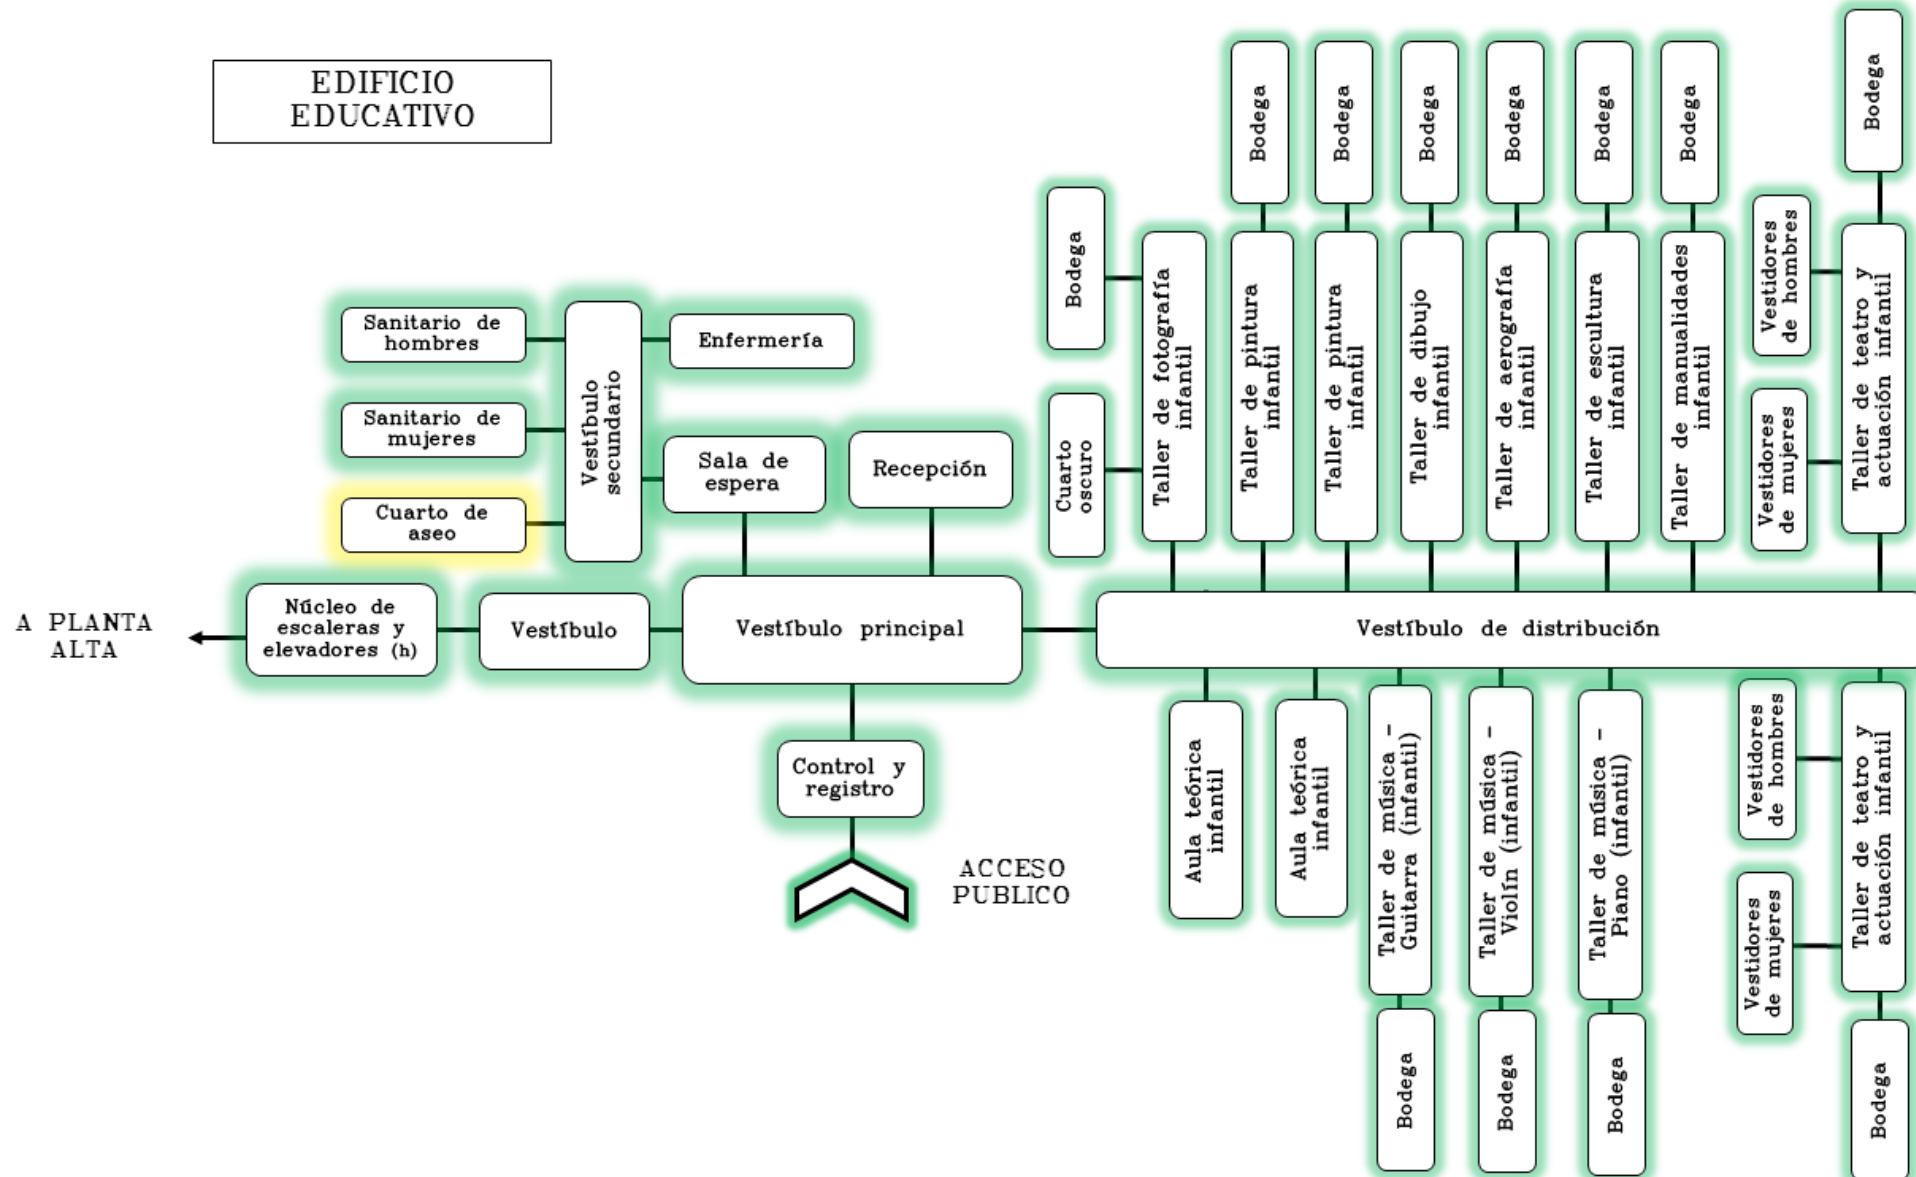 EDIFICIO
EDUCATIVO
Bodega
Bodega
Bodega
Bodega
Bodega
Bodega
Bodega
Bodega
Cuarto
oscuro
Taller de fotografía
infantil
Taller de pintura
infantil
Taller de pintura
infantil
Taller de dibujo
infantil
Taller de aerografía
infantil
Taller de escultura
infantil
Taller de manualidades
infantil
Vestidores
de hombres
Vestidores
de mujeres
Taller de teatro y
actuación infantil
Sanitario de
hombres
Sanitario de
mujeres
Cuarto de
aseo
Vestíbulo
secundario
Enfermería
Sala de
espera
Recepción
A PLANTA
ALTA
Núcleo de
escaleras y
elevadores (h)
Vestíbulo
Vestíbulo principal
Vestíbulo de distribución
Control y
registro
ACCESO
PUBLICO
Aula teórica
infantil
Aula teórica
infantil
Taller de música –
Guitarra (infantil)
Taller de música –
Violín (infantil)
Taller de música –
Piano (infantil)
Vestidores
de hombres
Vestidores
de mujeres
Taller de teatro y
actuación infantil
Bodega
Bodega
Bodega
Bodega